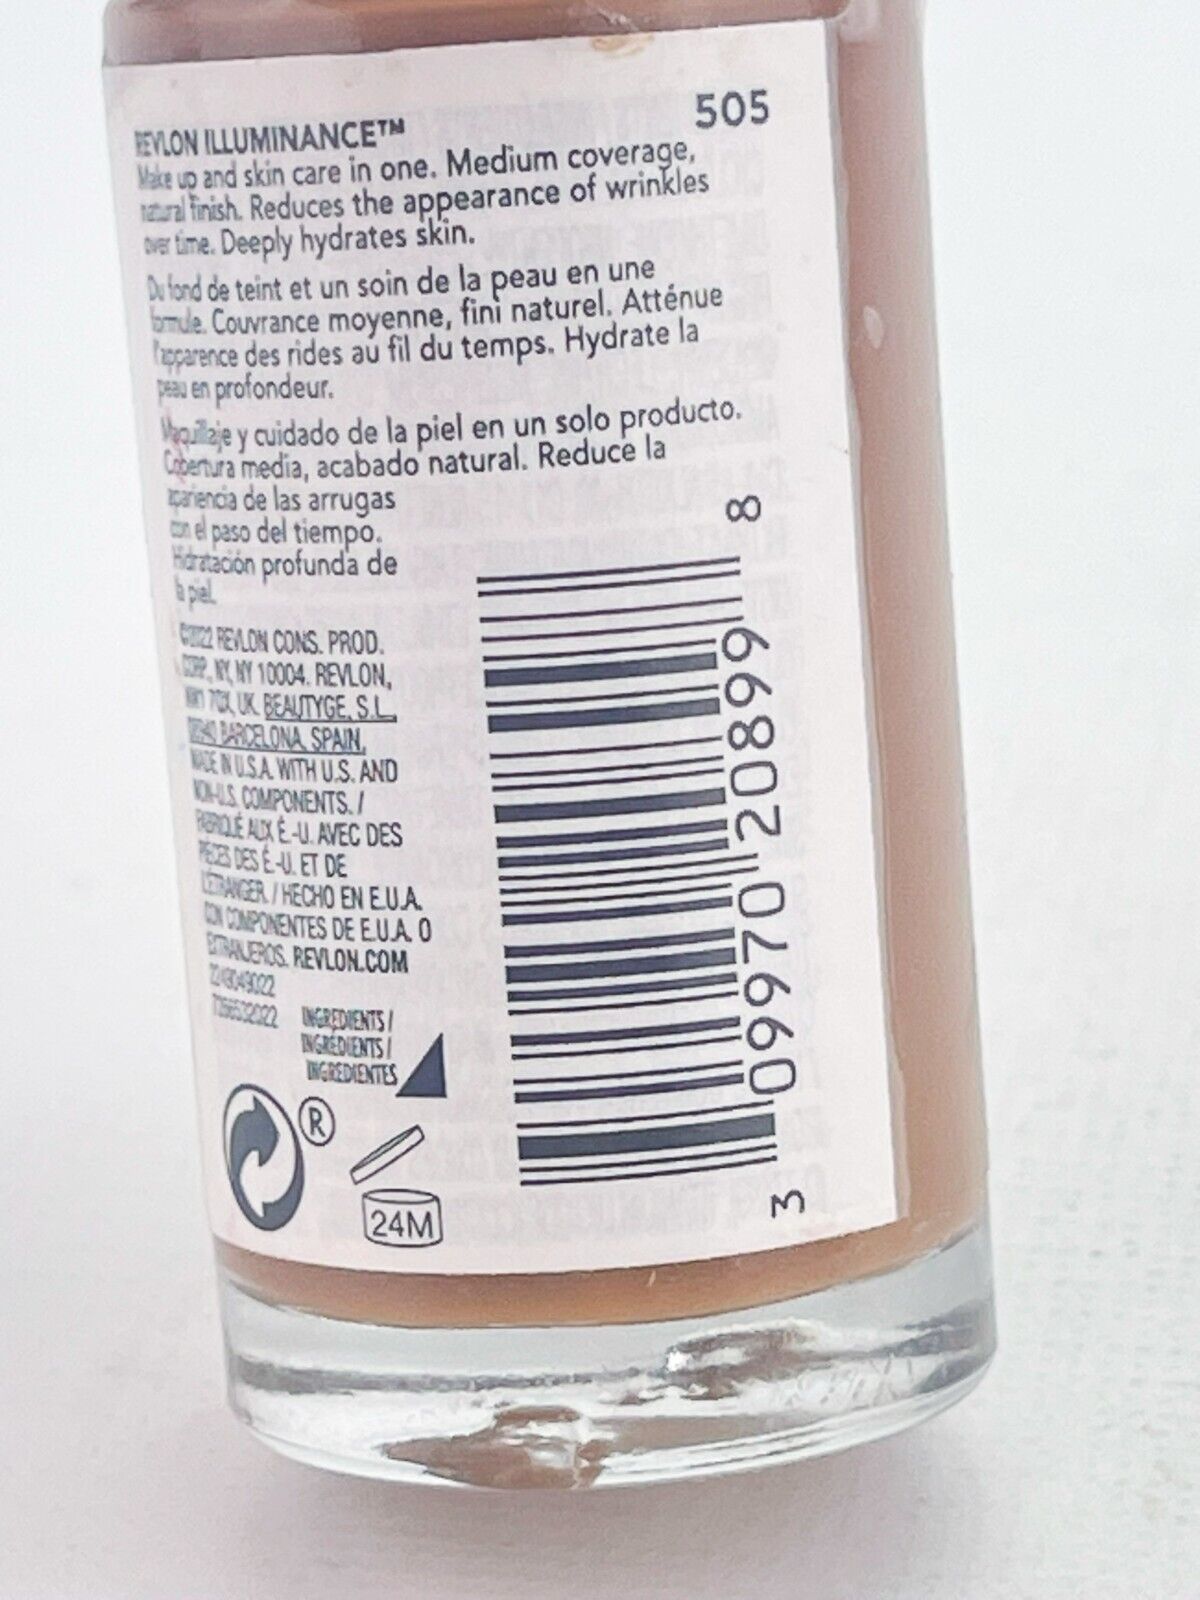 505
REVLON ILLUMINANCE™
Make up and skin care in one. Medium coverage,
natural finish. Reduces the appearance of wrinkles
over time. Deeply hydrates skin.
Du fond de teint et un soin de la peau en une
formule. Couvrance moyenne, fini naturel. Atténue
l'apparence des rides au fil du temps. Hydrate la
peau en profondeur.
Maquillaje y cuidado de la piel en un solo producto.
Cobertura media, acabado natural. Reduce la
apariencia de las arrugas
con el paso del tiempo.
Hidratación profunda de
la piel.
©2022 REVLON CONS. PROD.
CORP., NY, NY 10004. REVLON,
NW1 7QX, UK. BEAUTYGE, S.L.,
08940 BARCELONA, SPAIN,
MADE IN U.S.A. WITH U.S. AND
NON-U.S. COMPONENTS. /
FABRIQUÉ AUX É.-U. AVEC DES
PIÈCES DES É.-U. ET DE
L'ÉTRANGER. / HECHO EN E.U.A.
CON COMPONENTES DE E.U.A. O
EXTRANJEROS. REVLON.COM
2249049022
7266532022
INGREDIENTS /
INGRÉDIENTS /
INGREDIENTES
®
24M
3 09970 20899 8